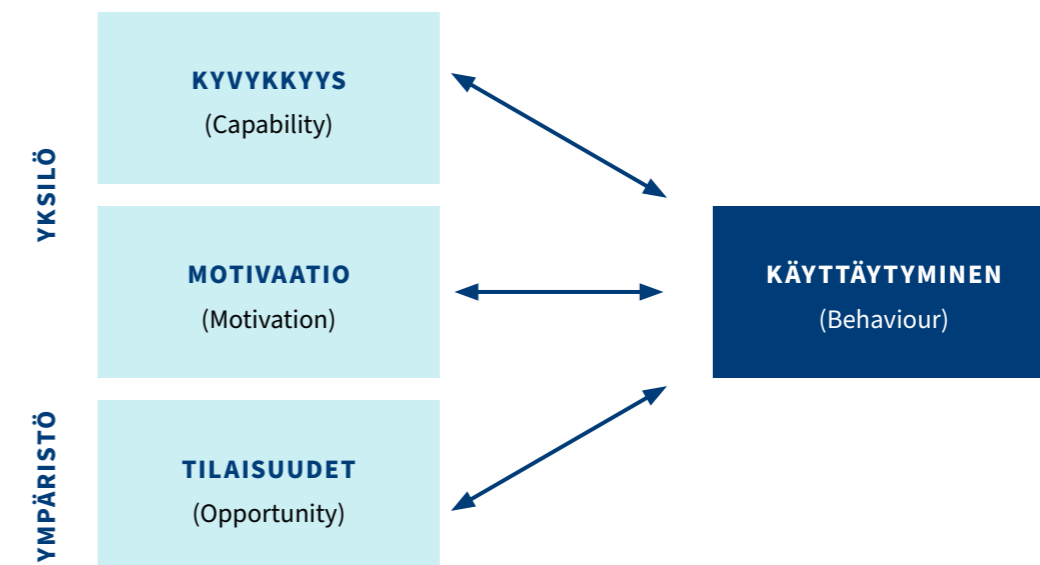 YKSILÖ
KYVYKKYYS
(Capability)
MOTIVAATIO
(Motivation)
YMPÄRISTÖ
TILAISUUDET
(Opportunity)
KÄYTTÄYTYMINEN
(Behaviour)